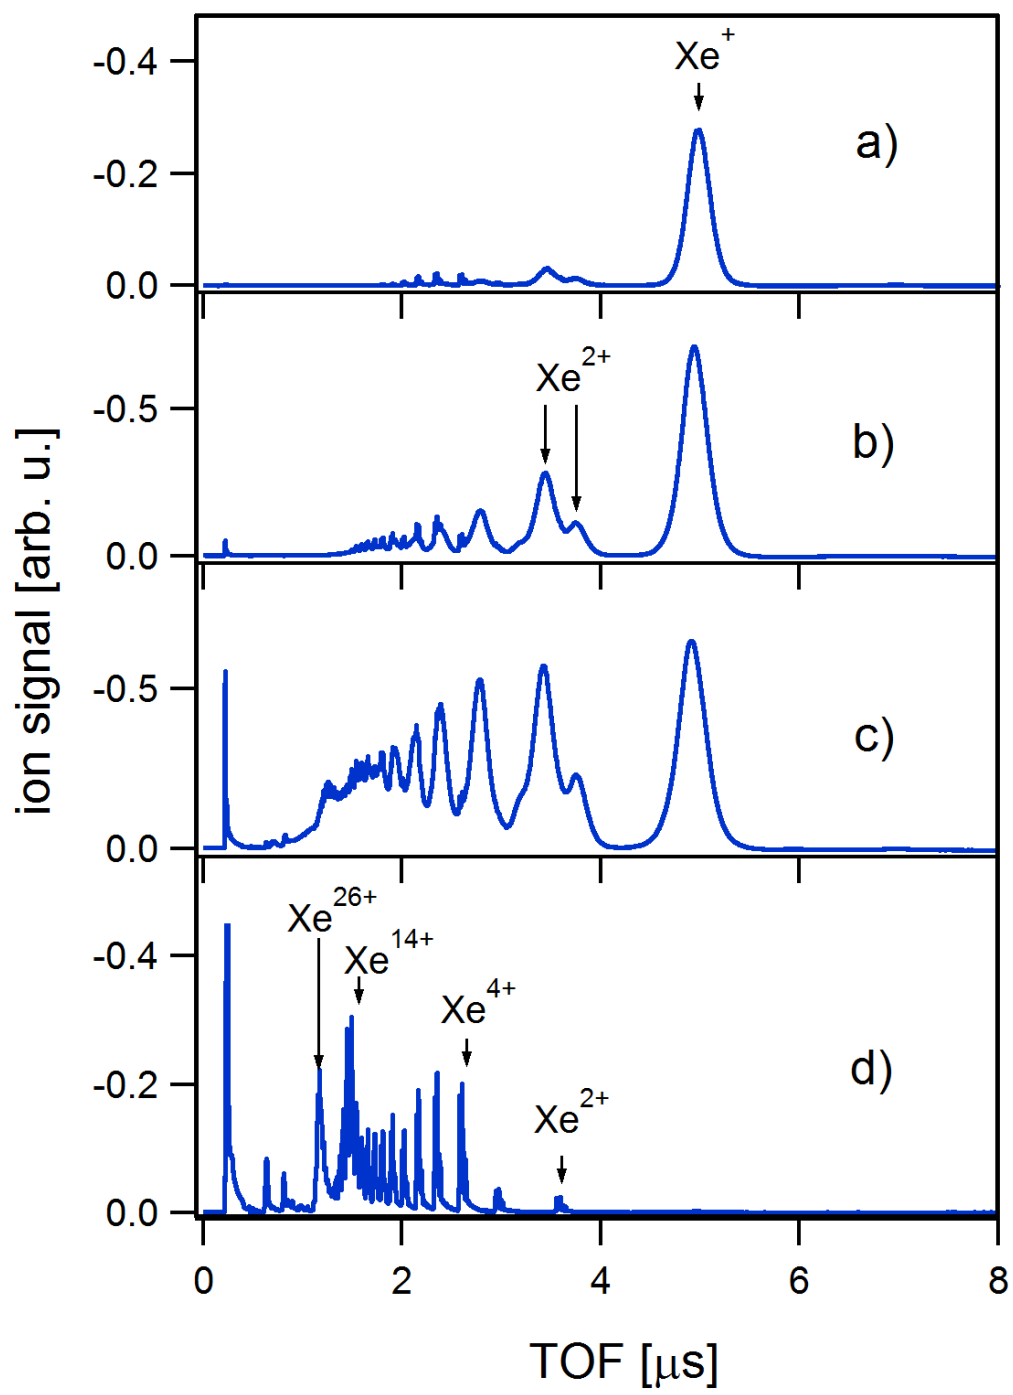 -0.4
Xe⁺
a)
-0.2
0.0
Xe²⁺
-0.5
b)
0.0
-0.5
c)
0.0
Xe²⁶⁺
Xe¹⁴⁺
-0.4
Xe⁴⁺
d)
-0.2
Xe²⁺
0.0
0 2 4 6 8
TOF [μs]
ion signal [arb. u.]